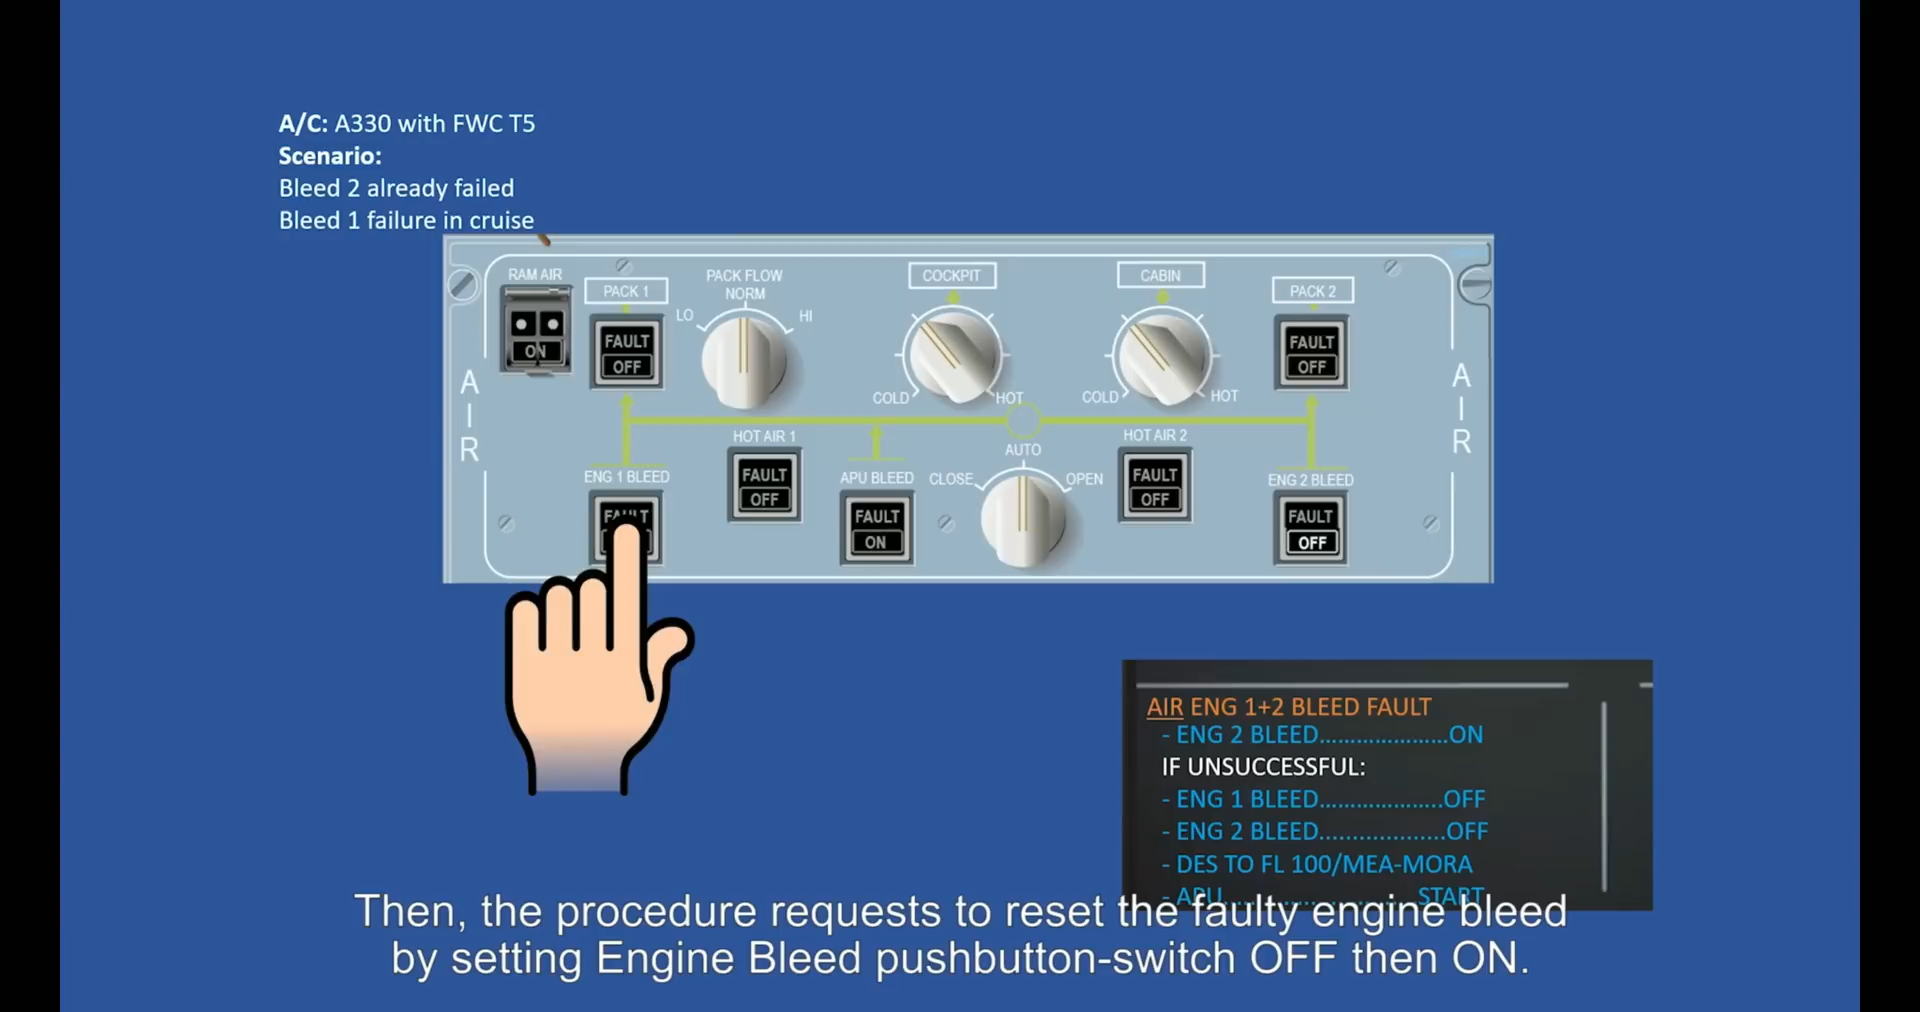 A/C: A330 with FWC T5
Scenario:
Bleed 2 already failed
Bleed 1 failure in cruise
RAM AIR
ON
PACK 1
FAULT
OFF
PACK FLOW
NORM
LO
HI
COCKPIT
COLD
HOT
CABIN
COLD
HOT
PACK 2
FAULT
OFF
AIR
AIR
ENG 1 BLEED
FAULT
HOT AIR 1
FAULT
OFF
APU BLEED
FAULT
ON
AUTO
CLOSE
OPEN
HOT AIR 2
FAULT
OFF
ENG 2 BLEED
FAULT
OFF
AIR ENG 1+2 BLEED FAULT
- ENG 2 BLEED.....................ON
IF UNSUCCESSFUL:
- ENG 1 BLEED....................OFF
- ENG 2 BLEED....................OFF
- DES TO FL 100/MEA-MORA
- APU................................START
Then, the procedure requests to reset the faulty engine bleed
by setting Engine Bleed pushbutton-switch OFF then ON.